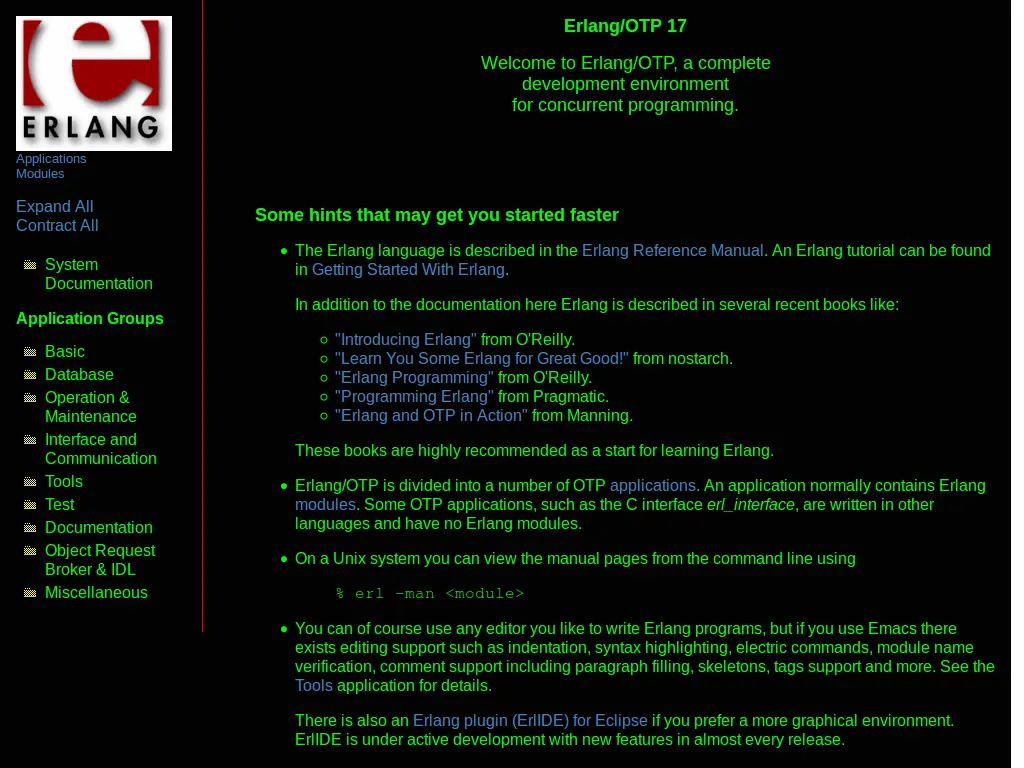 ERLANG
Applications
Modules
Expand All
Contract All
System
Documentation
Application Groups
Basic
Database
Operation &
Maintenance
Interface and
Communication
Tools
Test
Documentation
Object Request
Broker & IDL
Miscellaneous
Erlang/OTP 17
Welcome to Erlang/OTP, a complete
development environment
for concurrent programming.
Some hints that may get you started faster
The Erlang language is described in the Erlang Reference Manual. An Erlang tutorial can be found
in Getting Started With Erlang.
In addition to the documentation here Erlang is described in several recent books like:
"Introducing Erlang" from O'Reilly.
"Learn You Some Erlang for Great Good!" from nostarch.
"Erlang Programming" from O'Reilly.
"Programming Erlang" from Pragmatic.
"Erlang and OTP in Action" from Manning.
These books are highly recommended as a start for learning Erlang.
Erlang/OTP is divided into a number of OTP applications. An application normally contains Erlang
modules. Some OTP applications, such as the C interface erl_interface, are written in other
languages and have no Erlang modules.
On a Unix system you can view the manual pages from the command line using
% erl -man <module>
You can of course use any editor you like to write Erlang programs, but if you use Emacs there
exists editing support such as indentation, syntax highlighting, electric commands, module name
verification, comment support including paragraph filling, skeletons, tags support and more. See the
Tools application for details.
There is also an Erlang plugin (ErlIDE) for Eclipse if you prefer a more graphical environment.
ErlIDE is under active development with new features in almost every release.